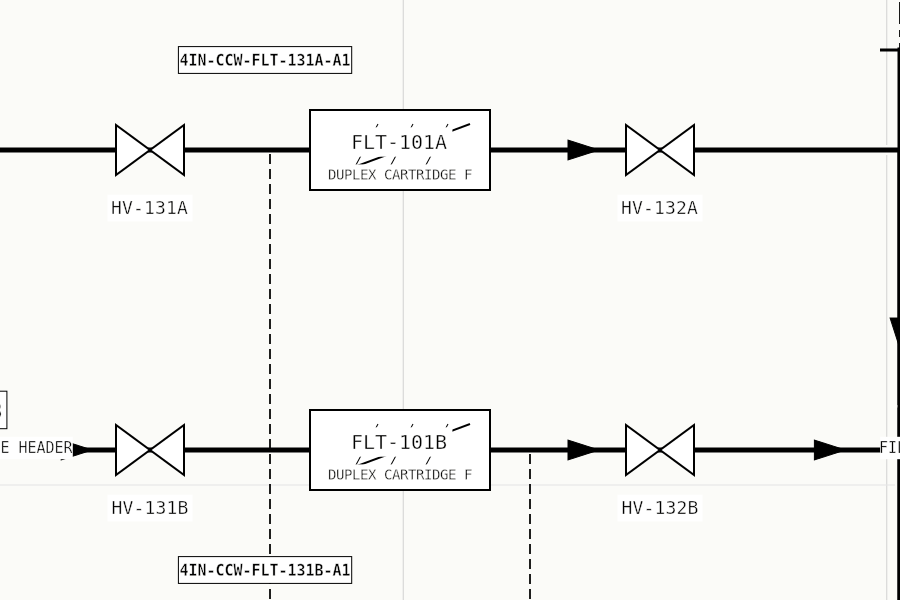 4IN-CCW-FLT-131A-A1
FLT-101A
DUPLEX CARTRIDGE F
HV-131A
HV-132A
E HEADER
FLT-101B
DUPLEX CARTRIDGE F
HV-131B
HV-132B
4IN-CCW-FLT-131B-A1